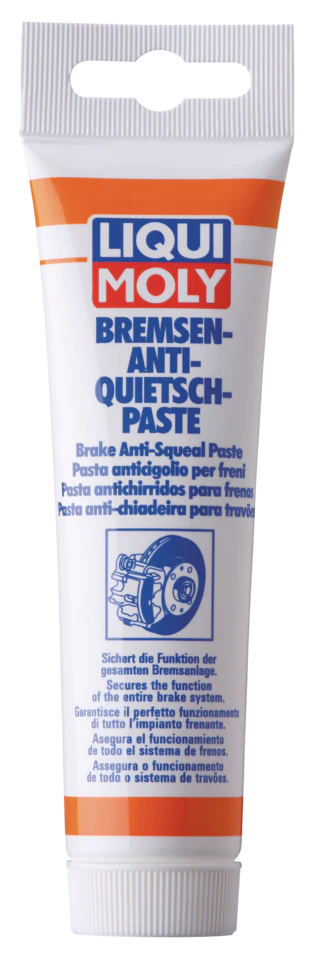 LIQUI
MOLY
BREMSEN-
ANTI-
QUIETSCH-
PASTE
Brake Anti-Squeal Paste
Pasta anticigolio per freni
Pasta antichirridos para frenos
Pasta anti-chiadeira para travões
Sichert die Funktion der
gesamten Bremsanlage.
Secures the function
of the entire brake system.
Garantisce il perfetto funzionamento
di tutto l'impianto frenante.
Asegura el funcionamiento
de todo el sistema de frenos.
Assegura o funcionamento
de todo o sistema de travões.